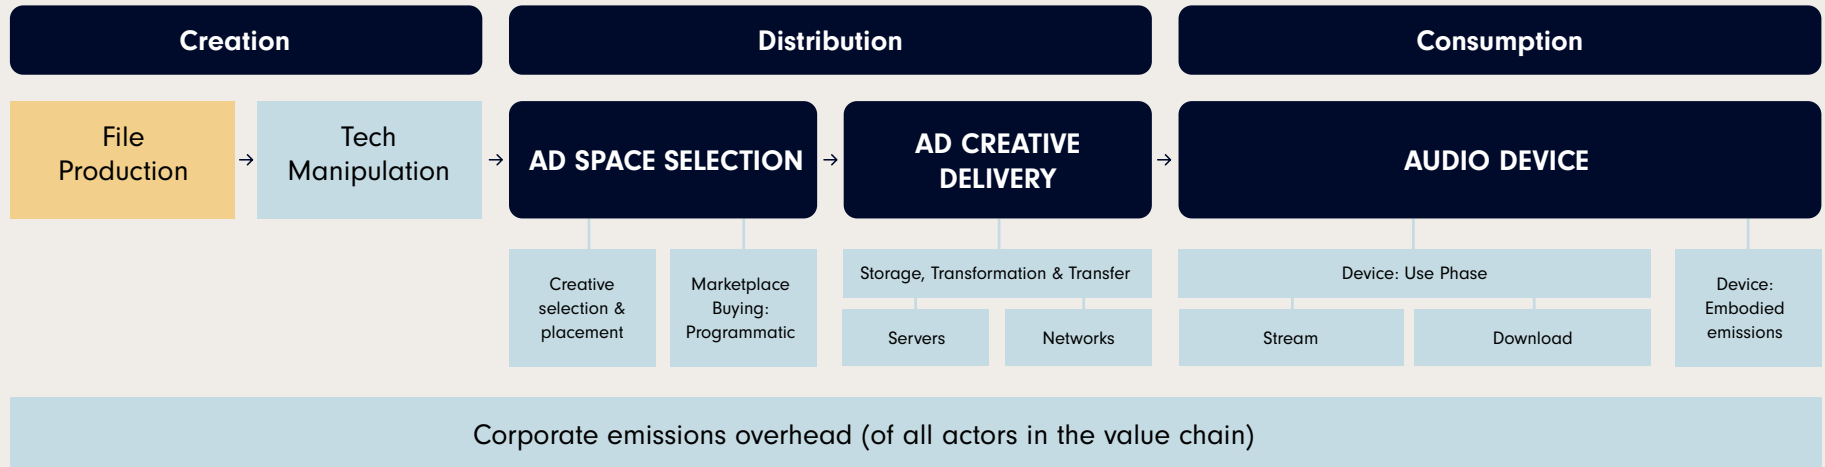 Creation
Distribution
Consumption
File
Production
Tech
Manipulation
AD SPACE SELECTION
AD CREATIVE
DELIVERY
AUDIO DEVICE
Creative
selection &
placement
Marketplace
Buying:
Programmatic
Storage, Transformation & Transfer
Servers
Networks
Device: Use Phase
Stream
Download
Device:
Embodied
emissions
Corporate emissions overhead (of all actors in the value chain)